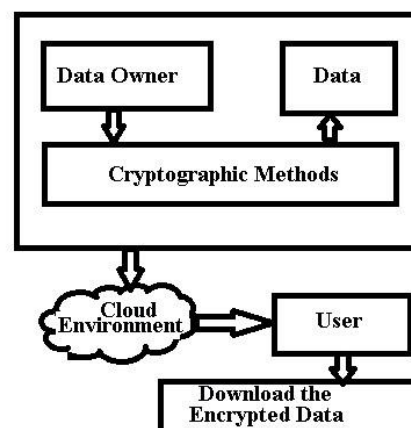 Data Owner
Data
Cryptographic Methods
Cloud
Environment
User
Download the
Encrypted Data